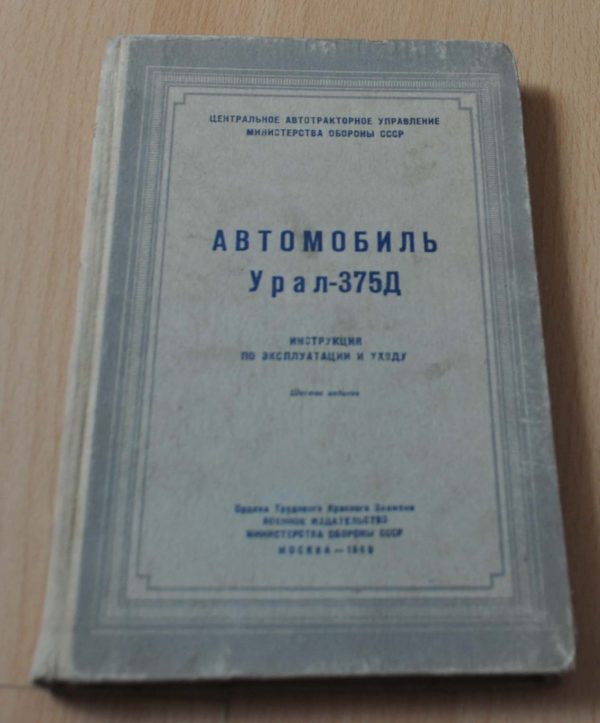 ЦЕНТРАЛЬНОЕ АВТОТРАКТОРНОЕ УПРАВЛЕНИЕ
МИНИСТЕРСТВА ОБОРОНЫ СССР
АВТОМОБИЛЬ
Урал-375Д
ИНСТРУКЦИЯ
ПО ЭКСПЛУАТАЦИИ И УХОДУ
издание
Ордена Трудового Красного Знамени
ВОЕННОЕ ИЗДАТЕЛЬСТВО
МИНИСТЕРСТВА ОБОРОНЫ СССР
МОСКВА —